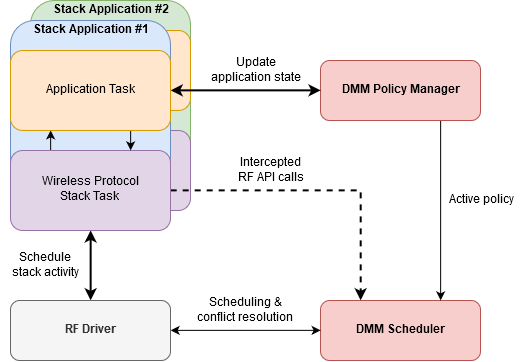 Stack Application #2
Stack Application #1
Application Task
Update
application state
DMM Policy Manager
Wireless Protocol
Stack Task
Intercepted
RF API calls
Active policy
Schedule
stack activity
RF Driver
Scheduling &
conflict resolution
DMM Scheduler